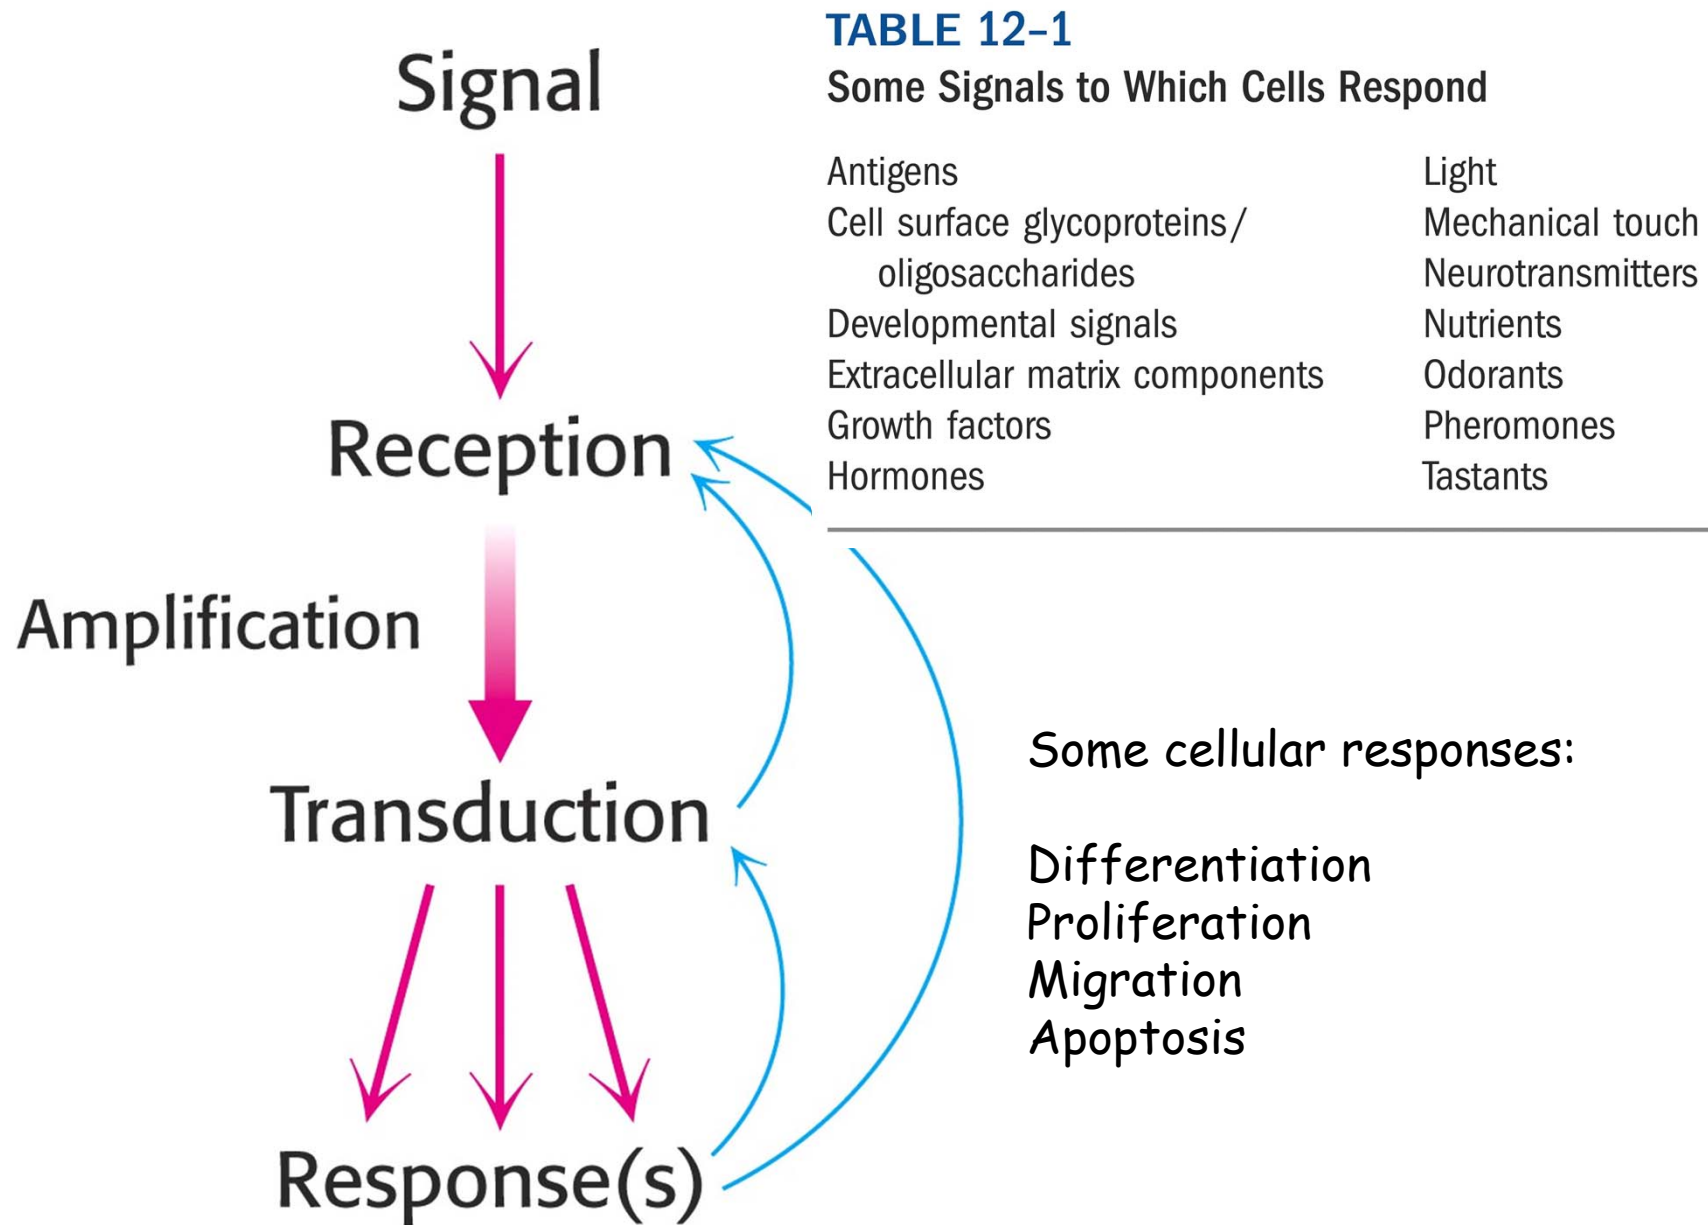 Signal
Reception
Amplification
Transduction
Response(s)
TABLE 12–1
Some Signals to Which Cells Respond
Antigens
Cell surface glycoproteins/
oligosaccharides
Developmental signals
Extracellular matrix components
Growth factors
Hormones
Light
Mechanical touch
Neurotransmitters
Nutrients
Odorants
Pheromones
Tastants
Some cellular responses:
Differentiation
Proliferation
Migration
Apoptosis